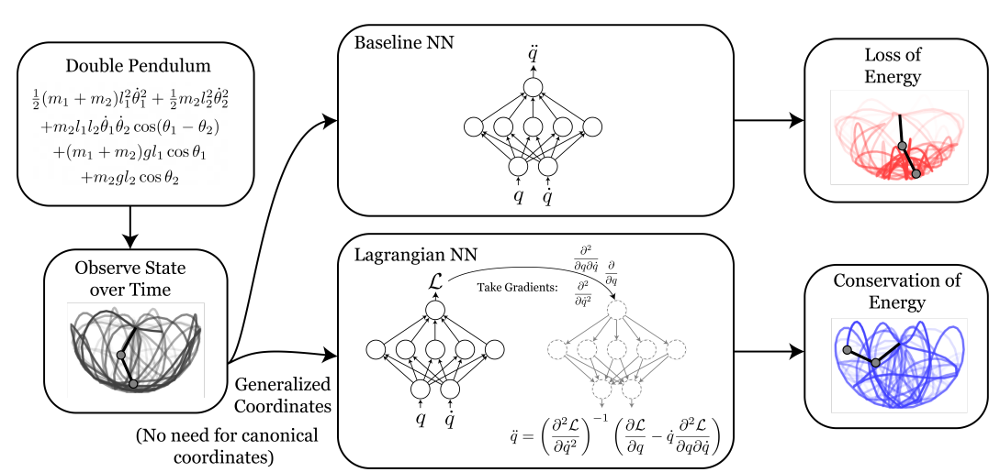 Double Pendulum
½(m₁ + m₂)l₁²θ̇₁² + ½m₂l₂²θ̇₂²
+m₂l₁l₂θ̇₁θ̇₂ cos(θ₁ − θ₂)
+(m₁ + m₂)gl₁ cos θ₁
+m₂gl₂ cos θ₂
Observe State
over Time
Generalized
Coordinates
(No need for canonical
coordinates)
Baseline NN
q̈
q q̇
Lagrangian NN
ℒ
Take Gradients:
∂²/∂q∂q̇
∂/∂q
∂²/∂q̇²
q q̇
q̈ = (∂²ℒ/∂q̇²)⁻¹ (∂ℒ/∂q − q̇ ∂²ℒ/∂q∂q̇)
Loss of
Energy
Conservation of
Energy